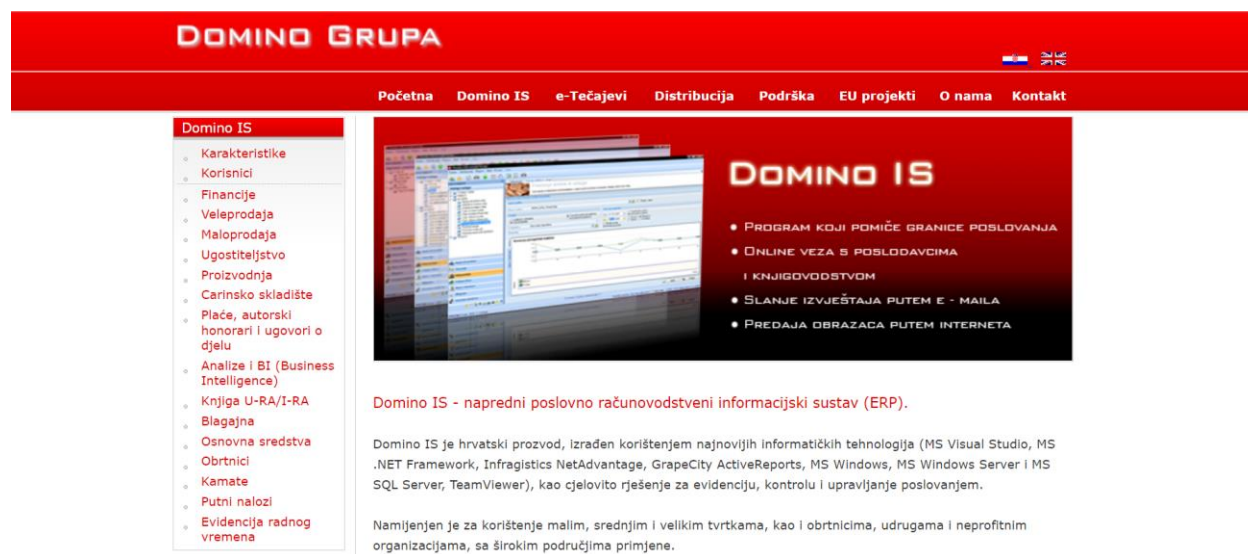 DOMINO GRUPA
Početna Domino IS e-Tečajevi Distribucija Podrška EU projekti O nama Kontakt
Domino IS
Karakteristike
Korisnici
Financije
Veleprodaja
Maloprodaja
Ugostiteljstvo
Proizvodnja
Carinsko skladište
Plaće, autorski
honorari i ugovori o
djelu
Analize i BI (Business
Intelligence)
Knjiga U-RA/I-RA
Blagajna
Osnovna sredstva
Obrtnici
Kamate
Putni nalozi
Evidencija radnog
vremena
DOMINO IS
• PROGRAM KOJI POMIČE GRANICE POSLOVANJA
• ONLINE VEZA S POSLODAVCIMA
I KNJIGOVODSTVOM
• SLANJE IZVJEŠTAJA PUTEM E - MAILA
• PREDAJA OBRAZACA PUTEM INTERNETA
Domino IS - napredni poslovno računovodstveni informacijski sustav (ERP).
Domino IS je hrvatski prozvod, izrađen korištenjem najnovijih informatičkih tehnologija (MS Visual Studio, MS
.NET Framework, Infragistics NetAdvantage, GrapeCity ActiveReports, MS Windows, MS Windows Server i MS
SQL Server, TeamViewer), kao cjelovito rješenje za evidenciju, kontrolu i upravljanje poslovanjem.
Namijenjen je za korištenje malim, srednjim i velikim tvrtkama, kao i obrtnicima, udrugama i neprofitnim
organizacijama, sa širokim područjima primjene.